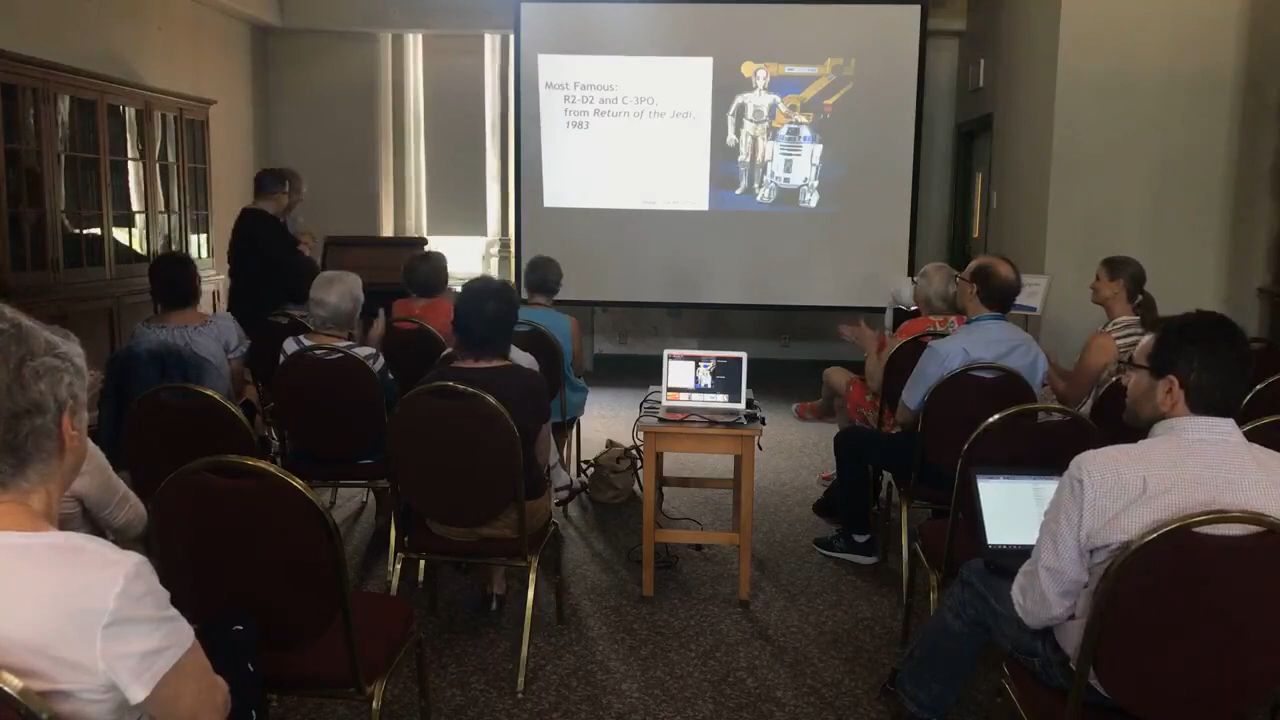 Most Famous:
R2-D2 and C-3PO,
from Return of the Jedi,
1983